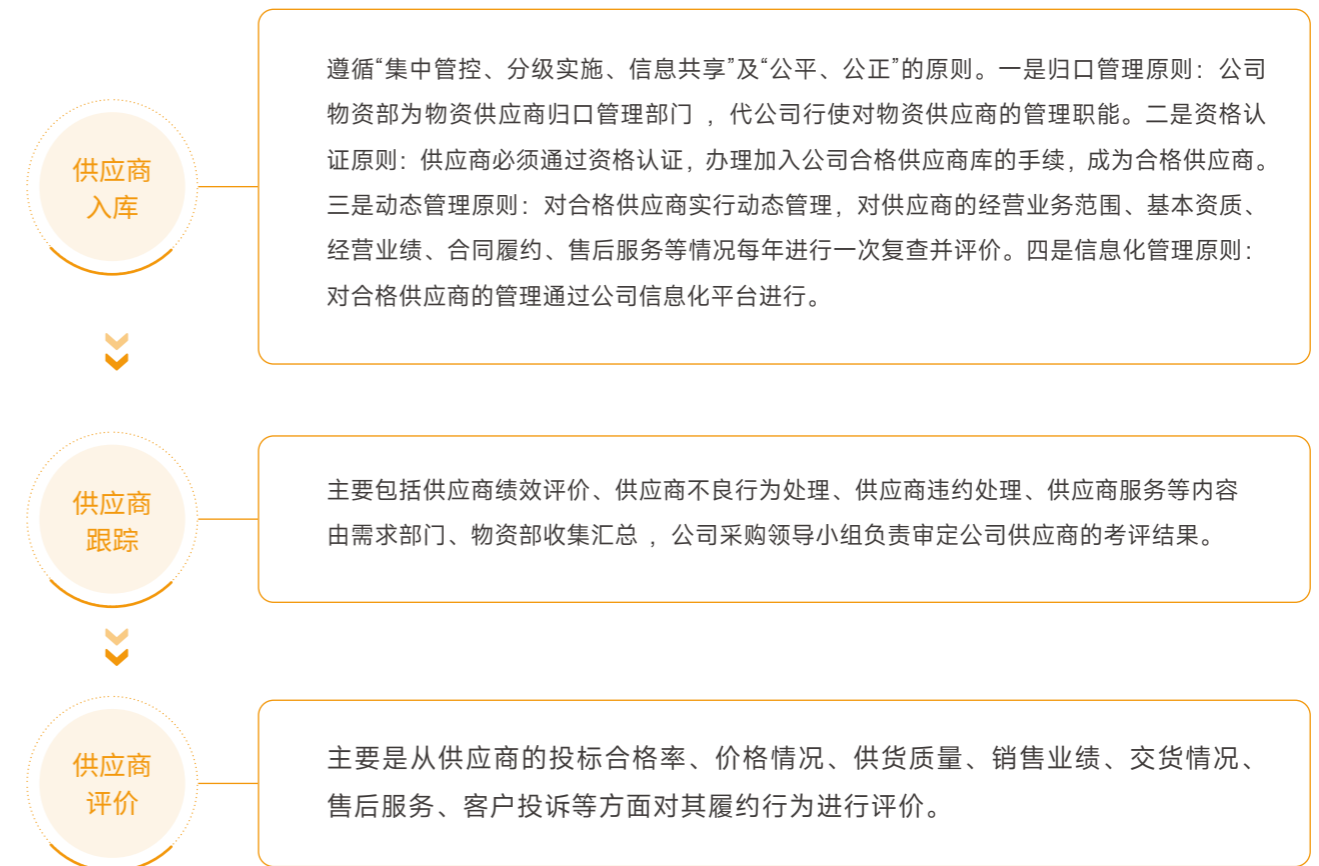 供应商
入库
遵循“集中管控、分级实施、信息共享”及“公平、公正”的原则。一是归口管理原则：公司
物资部为物资供应商归口管理部门 ，代公司行使对物资供应商的管理职能。二是资格认
证原则：供应商必须通过资格认证，办理加入公司合格供应商库的手续，成为合格供应商。
三是动态管理原则：对合格供应商实行动态管理，对供应商的经营业务范围、基本资质、
经营业绩、合同履约、售后服务等情况每年进行一次复查并评价。四是信息化管理原则：
对合格供应商的管理通过公司信息化平台进行。
供应商
跟踪
主要包括供应商绩效评价、供应商不良行为处理、供应商违约处理、供应商服务等内容
由需求部门、物资部收集汇总 ，公司采购领导小组负责审定公司供应商的考评结果。
供应商
评价
主要是从供应商的投标合格率、价格情况、供货质量、销售业绩、交货情况、
售后服务、客户投诉等方面对其履约行为进行评价。